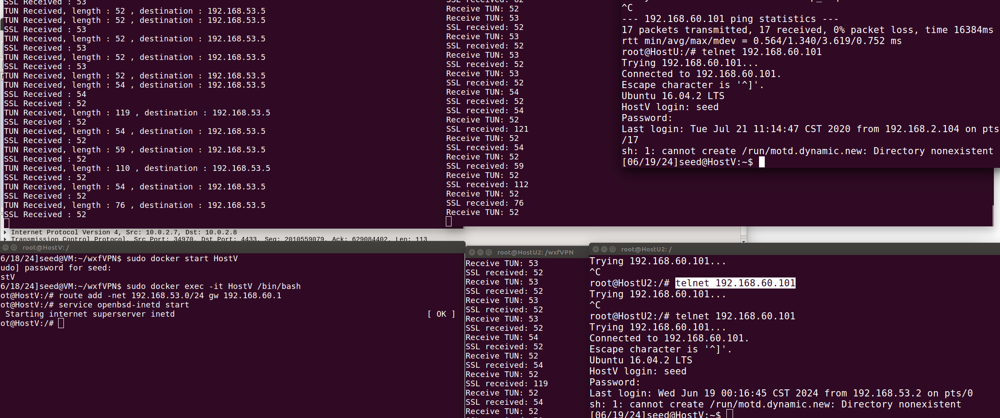 SSL Received : 53
TUN Received, length : 52 , destination : 192.168.53.5
TUN Received, length : 52 , destination : 192.168.53.5
SSL Received : 53
TUN Received, length : 52 , destination : 192.168.53.5
SSL Received : 53
TUN Received, length : 52 , destination : 192.168.53.5
SSL Received : 53
TUN Received, length : 52 , destination : 192.168.53.5
TUN Received, length : 54 , destination : 192.168.53.5
SSL Received : 54
SSL Received : 52
TUN Received, length : 119 , destination : 192.168.53.5
SSL Received : 52
TUN Received, length : 54 , destination : 192.168.53.5
SSL Received : 52
TUN Received, length : 59 , destination : 192.168.53.5
SSL Received : 52
TUN Received, length : 110 , destination : 192.168.53.5
SSL Received : 52
TUN Received, length : 54 , destination : 192.168.53.5
SSL Received : 52
TUN Received, length : 76 , destination : 192.168.53.5
SSL Received : 52
SSL received: 62
Receive TUN: 52
Receive TUN: 53
SSL received: 52
Receive TUN: 53
SSL received: 52
Receive TUN: 53
SSL received: 52
Receive TUN: 53
SSL received: 52
Receive TUN: 54
SSL received: 52
SSL received: 54
Receive TUN: 52
SSL received: 121
Receive TUN: 52
SSL received: 54
Receive TUN: 52
SSL received: 59
Receive TUN: 52
SSL received: 112
Receive TUN: 52
SSL received: 76
Receive TUN: 52
^C
--- 192.168.60.101 ping statistics ---
17 packets transmitted, 17 received, 0% packet loss, time 16384ms
rtt min/avg/max/mdev = 0.564/1.340/3.619/0.752 ms
root@HostU:/# telnet 192.168.60.101
Trying 192.168.60.101...
Connected to 192.168.60.101.
Escape character is '^]'.
Ubuntu 16.04.2 LTS
HostV login: seed
Password:
Last login: Tue Jul 21 11:14:47 CST 2020 from 192.168.2.104 on pts
/17
sh: 1: cannot create /run/motd.dynamic.new: Directory nonexistent
[06/19/24]seed@HostV:~$
Internet Protocol Version 4, Src: 10.0.2.7, Dst: 10.0.2.8
Transmission Control Protocol, Src Port: 34970, Dst Port: 4433, Seq: 2010559079, Ack: 629084402, Len: 113
root@HostV: /
6/18/24]seed@VM:~/wxfVPN$ sudo docker start HostV
udo] password for seed:
stV
6/18/24]seed@VM:~/wxfVPN$ sudo docker exec -it HostV /bin/bash
ot@HostV:/# route add -net 192.168.53.0/24 gw 192.168.60.1
ot@HostV:/# service openbsd-inetd start
Starting internet superserver inetd [ OK ]
ot@HostV:/#
root@HostU2: /wxfVPN
Receive TUN: 53
SSL received: 52
Receive TUN: 53
SSL received: 52
Receive TUN: 53
SSL received: 52
Receive TUN: 53
SSL received: 52
Receive TUN: 54
SSL received: 52
Receive TUN: 52
SSL received: 54
Receive TUN: 52
SSL received: 119
Receive TUN: 52
SSL received: 54
Receive TUN: 52
root@HostU2: /
Trying 192.168.60.101...
^C
root@HostU2:/# telnet 192.168.60.101
Trying 192.168.60.101...
^C
root@HostU2:/# telnet 192.168.60.101
Trying 192.168.60.101...
Connected to 192.168.60.101.
Escape character is '^]'.
Ubuntu 16.04.2 LTS
HostV login: seed
Password:
Last login: Wed Jun 19 00:16:45 CST 2024 from 192.168.53.2 on pts/0
sh: 1: cannot create /run/motd.dynamic.new: Directory nonexistent
[06/19/24]seed@HostV:~$